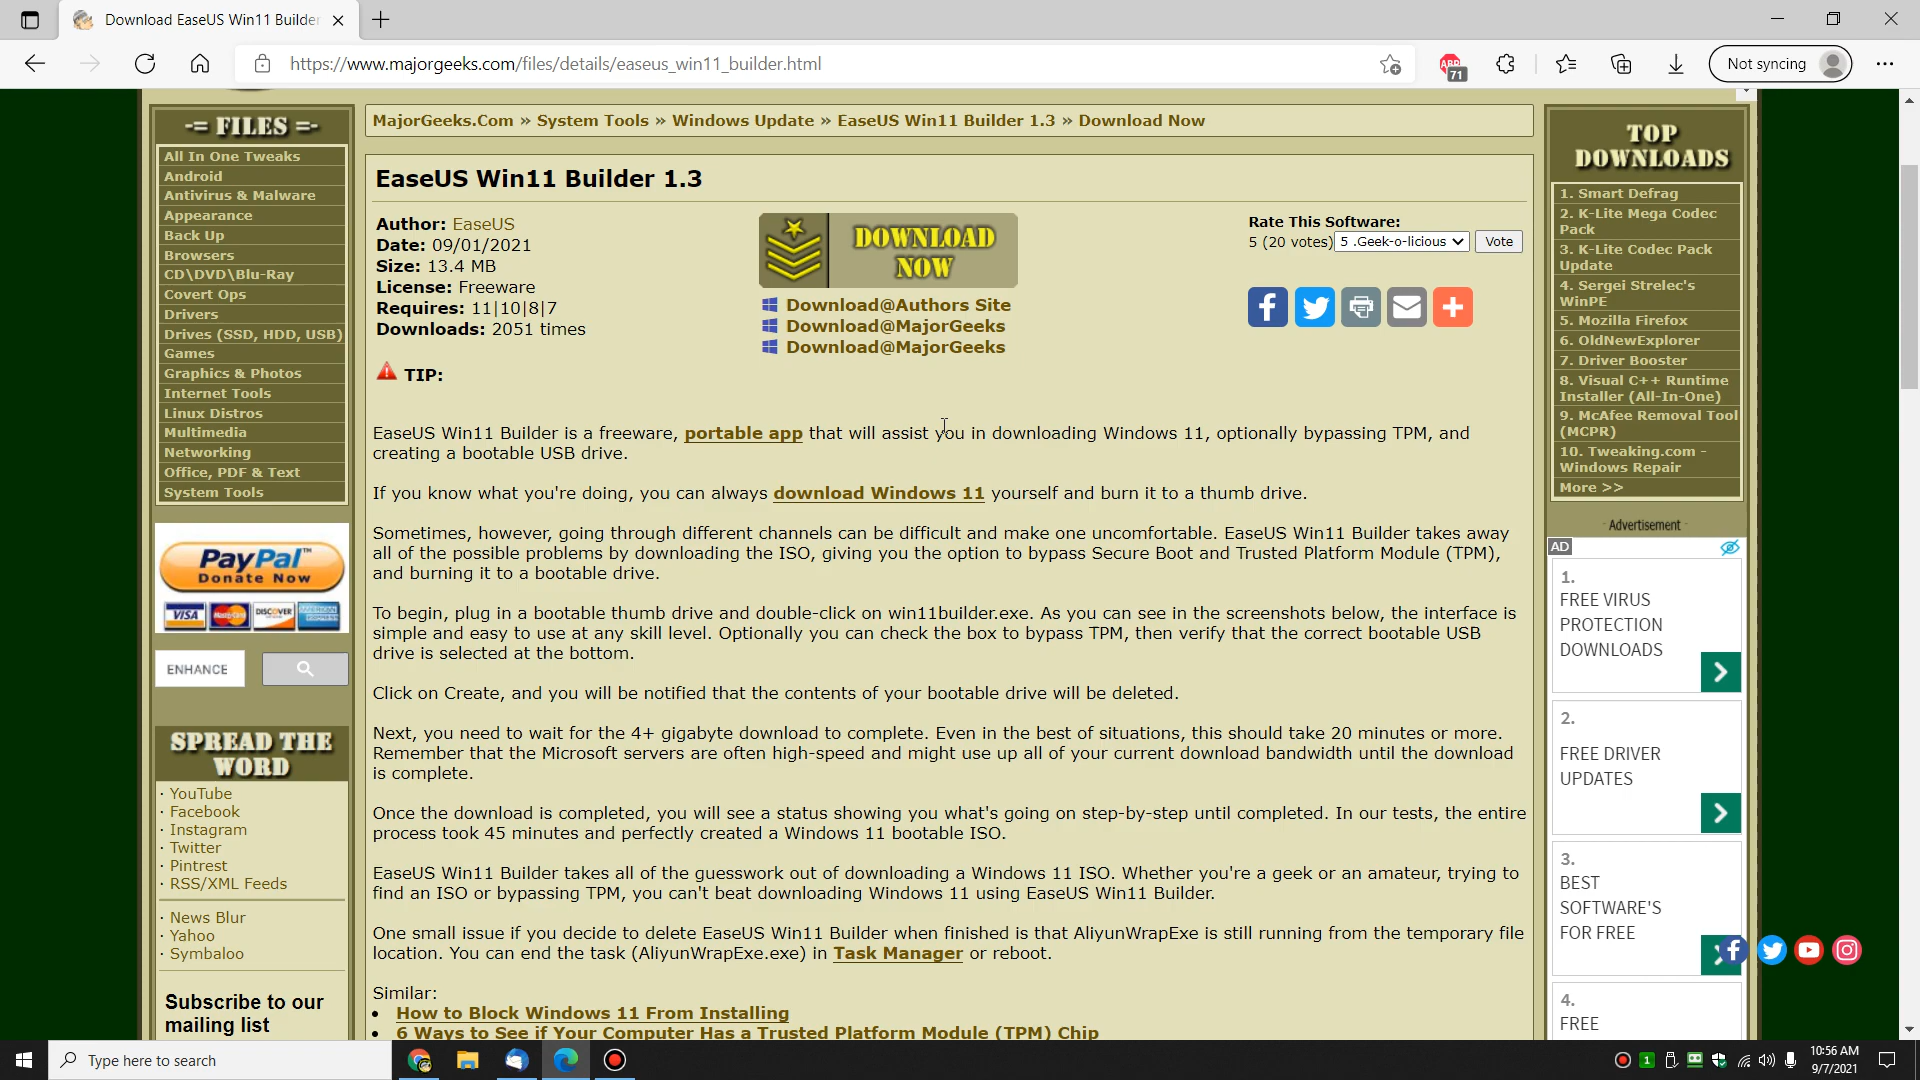 Download EaseUS Win11 Builder
https://www.majorgeeks.com/files/details/easeus_win11_builder.html
ABP
71
Not syncing
-= FILES =-
All In One Tweaks
Android
Antivirus & Malware
Appearance
Back Up
Browsers
CD\DVD\Blu-Ray
Covert Ops
Drivers
Drives (SSD, HDD, USB)
Games
Graphics & Photos
Internet Tools
Linux Distros
Multimedia
Networking
Office, PDF & Text
System Tools
PayPal™
Donate Now
VISA MasterCard DISCOVER AMERICAN EXPRESS
ENHANCE
SPREAD THE
WORD
· YouTube
· Facebook
· Instagram
· Twitter
· Pintrest
· RSS/XML Feeds
· News Blur
· Yahoo
· Symbaloo
Subscribe to our
mailing list
MajorGeeks.Com » System Tools » Windows Update » EaseUS Win11 Builder 1.3 » Download Now
EaseUS Win11 Builder 1.3
Author: EaseUS
Date: 09/01/2021
Size: 13.4 MB
License: Freeware
Requires: 11|10|8|7
Downloads: 2051 times
DOWNLOAD
NOW
Download@Authors Site
Download@MajorGeeks
Download@MajorGeeks
Rate This Software:
5 (20 votes) 5 .Geek-o-licious Vote
TIP:
EaseUS Win11 Builder is a freeware, portable app that will assist you in downloading Windows 11, optionally bypassing TPM, and
creating a bootable USB drive.
If you know what you're doing, you can always download Windows 11 yourself and burn it to a thumb drive.
Sometimes, however, going through different channels can be difficult and make one uncomfortable. EaseUS Win11 Builder takes away
all of the possible problems by downloading the ISO, giving you the option to bypass Secure Boot and Trusted Platform Module (TPM),
and burning it to a bootable drive.
To begin, plug in a bootable thumb drive and double-click on win11builder.exe. As you can see in the screenshots below, the interface is
simple and easy to use at any skill level. Optionally you can check the box to bypass TPM, then verify that the correct bootable USB
drive is selected at the bottom.
Click on Create, and you will be notified that the contents of your bootable drive will be deleted.
Next, you need to wait for the 4+ gigabyte download to complete. Even in the best of situations, this should take 20 minutes or more.
Remember that the Microsoft servers are often high-speed and might use up all of your current download bandwidth until the download
is complete.
Once the download is completed, you will see a status showing you what's going on step-by-step until completed. In our tests, the entire
process took 45 minutes and perfectly created a Windows 11 bootable ISO.
EaseUS Win11 Builder takes all of the guesswork out of downloading a Windows 11 ISO. Whether you're a geek or an amateur, trying to
find an ISO or bypassing TPM, you can't beat downloading Windows 11 using EaseUS Win11 Builder.
One small issue if you decide to delete EaseUS Win11 Builder when finished is that AliyunWrapExe is still running from the temporary file
location. You can end the task (AliyunWrapExe.exe) in Task Manager or reboot.
Similar:
• How to Block Windows 11 From Installing
• 6 Ways to See if Your Computer Has a Trusted Platform Module (TPM) Chip
TOP
DOWNLOADS
1. Smart Defrag
2. K-Lite Mega Codec
Pack
3. K-Lite Codec Pack
Update
4. Sergei Strelec's
WinPE
5. Mozilla Firefox
6. OldNewExplorer
7. Driver Booster
8. Visual C++ Runtime
Installer (All-In-One)
9. McAfee Removal Tool
(MCPR)
10. Tweaking.com -
Windows Repair
More >>
- Advertisement -
AD
1.
FREE VIRUS
PROTECTION
DOWNLOADS
2.
FREE DRIVER
UPDATES
3.
BEST
SOFTWARE'S
FOR FREE
4.
FREE
Type here to search
1
10:56 AM
9/7/2021